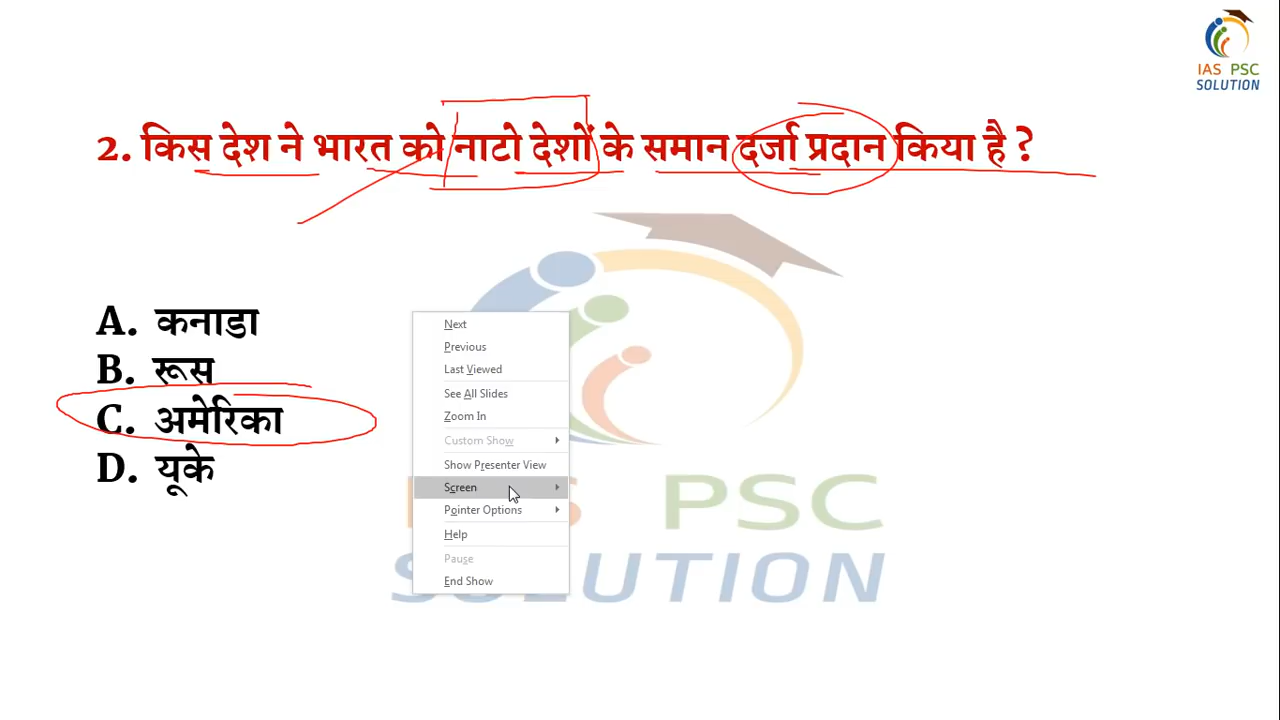 IAS PSC
SOLUTION
2. किस देश ने भारत को नाटो देशों के समान दर्जा प्रदान किया है ?
A. कनाडा
B. रूस
C. अमेरिका
D. यूके
Next
Previous
Last Viewed
See All Slides
Zoom In
Custom Show
Show Presenter View
Screen
Pointer Options
Help
Pause
End Show
PSC
SOLUTION